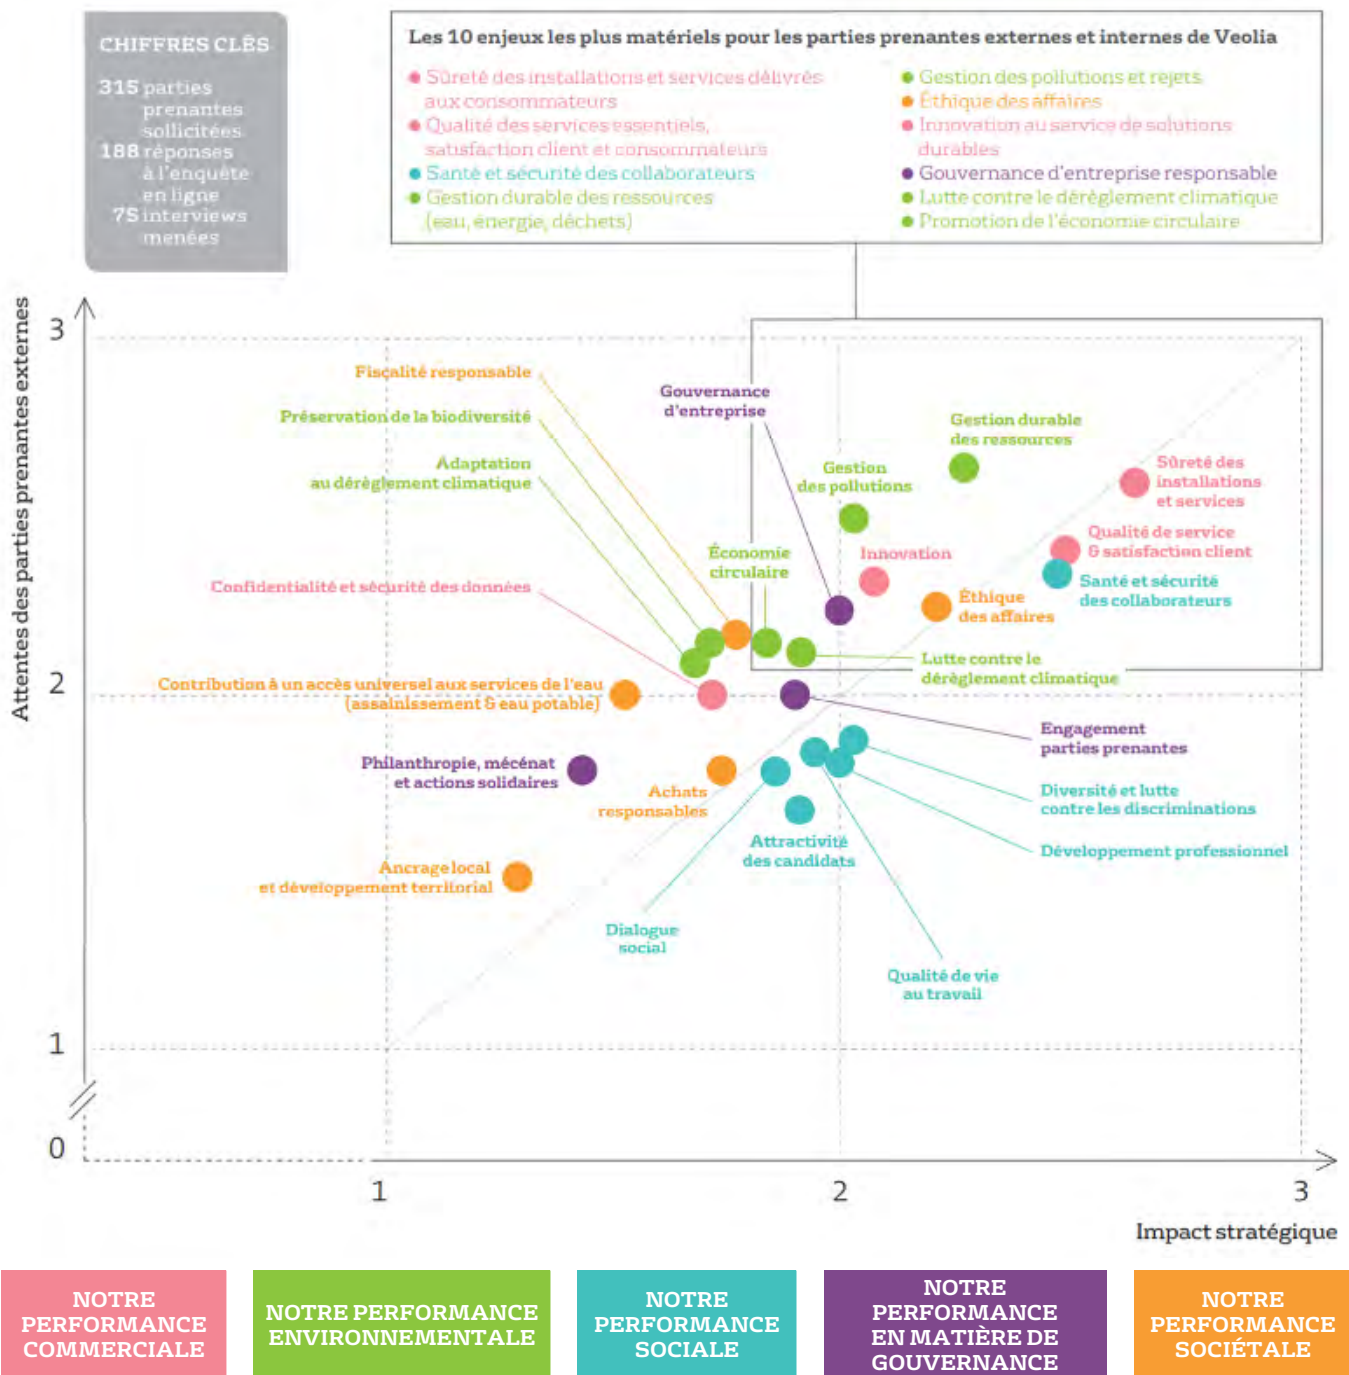 CHIFFRES CLÉS
315 parties
prenantes
sollicitées
188 réponses
à l'enquête
en ligne
75 interviews
menées
Les 10 enjeux les plus matériels pour les parties prenantes externes et internes de Veolia
Sûreté des installations et services délivrés
aux consommateurs
Qualité des services essentiels,
satisfaction client et consommateurs
Santé et sécurité des collaborateurs
Gestion durable des ressources
(eau, énergie, déchets)
Gestion des pollutions et rejets
Éthique des affaires
Innovation au service de solutions
durables
Gouvernance d'entreprise responsable
Lutte contre le dérèglement climatique
Promotion de l'économie circulaire
Attentes des parties prenantes externes
3
2
1
0
Fiscalité responsable
Préservation de la biodiversité
Adaptation
au dérèglement climatique
Confidentialité et sécurité des données
Contribution à un accès universel aux services de l'eau
(assainissement & eau potable)
Philanthropie, mécénat
et actions solidaires
Ancrage local
et développement territorial
Gouvernance
d'entreprise
Économie
circulaire
Gestion
des pollutions
Gestion durable
des ressources
Innovation
Sûreté des
installations
et services
Qualité de service
& satisfaction client
Santé et sécurité
des collaborateurs
Éthique
des affaires
Lutte contre le
dérèglement climatique
Engagement
parties prenantes
Diversité et lutte
contre les discriminations
Développement professionnel
Achats
responsables
Attractivité
des candidats
Dialogue
social
Qualité de vie
au travail
1
2
3
Impact stratégique
NOTRE
PERFORMANCE
COMMERCIALE
NOTRE PERFORMANCE
ENVIRONNEMENTALE
NOTRE
PERFORMANCE
SOCIALE
NOTRE
PERFORMANCE
EN MATIÈRE DE
GOUVERNANCE
NOTRE
PERFORMANCE
SOCIÉTALE